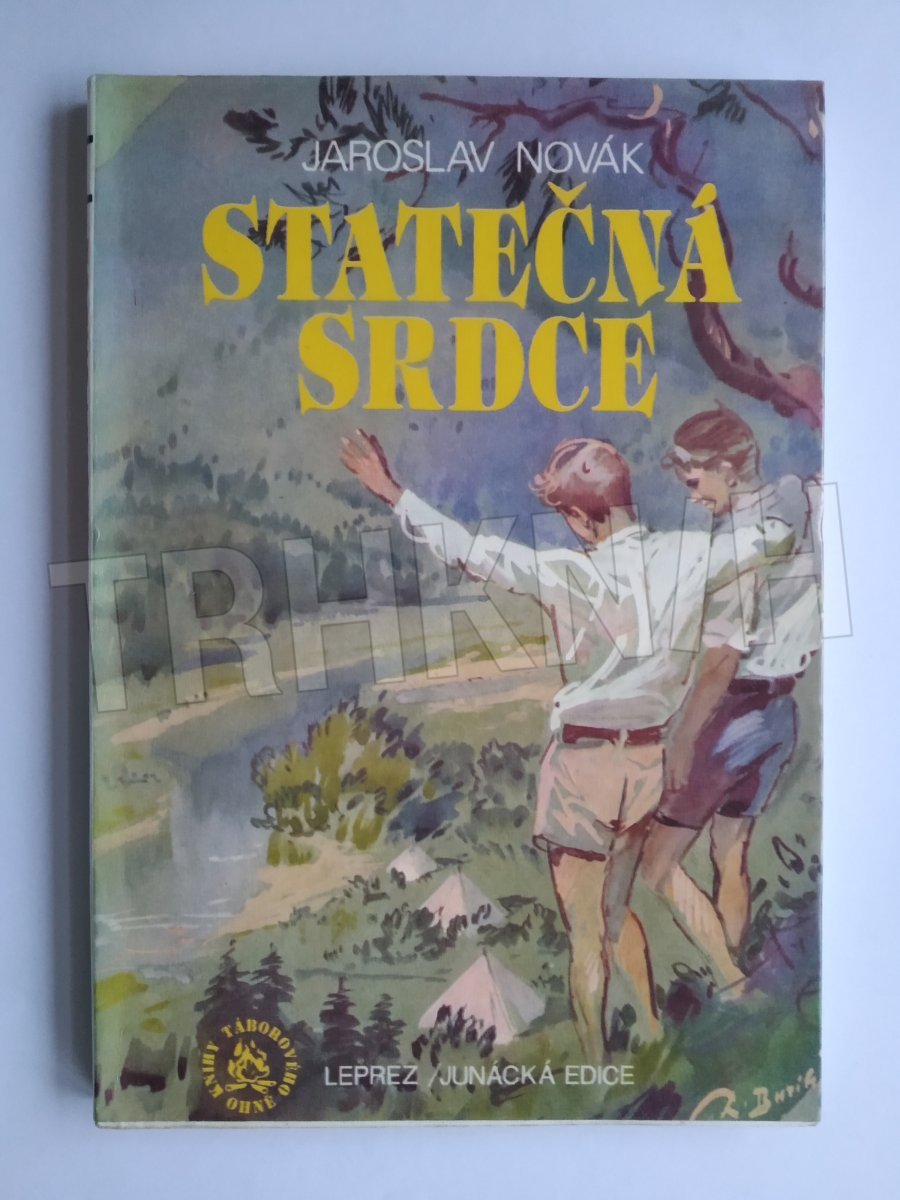 JAROSLAV NOVÁK
STATEČNÁ
SRDCE
TRHKNIH
KNIHY TÁBOROVÉHO OHNĚ
LEPREZ /JUNÁCKÁ EDICE